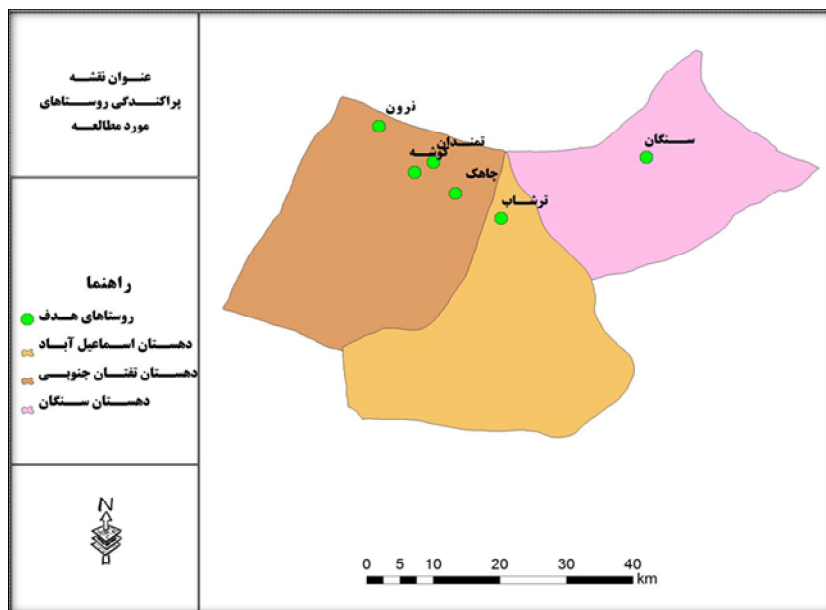 عنوان نقشه
پراکندگی روستاهای
مورد مطالعه
راهنما
روستاهای هدف
دهستان اسماعیل آباد
دهستان تفتان جنوبی
دهستان سنگان
N
نرون
تمندان
گوشه
چاهک
ترشاب
سنگان
0 5 10 20 30 40
km